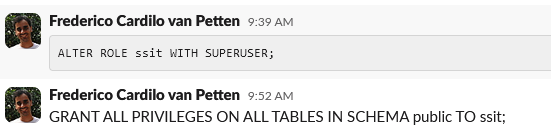 Frederico Cardilo van Petten 9:39 AM
ALTER ROLE ssit WITH SUPERUSER;
Frederico Cardilo van Petten 9:52 AM
GRANT ALL PRIVILEGES ON ALL TABLES IN SCHEMA public TO ssit;